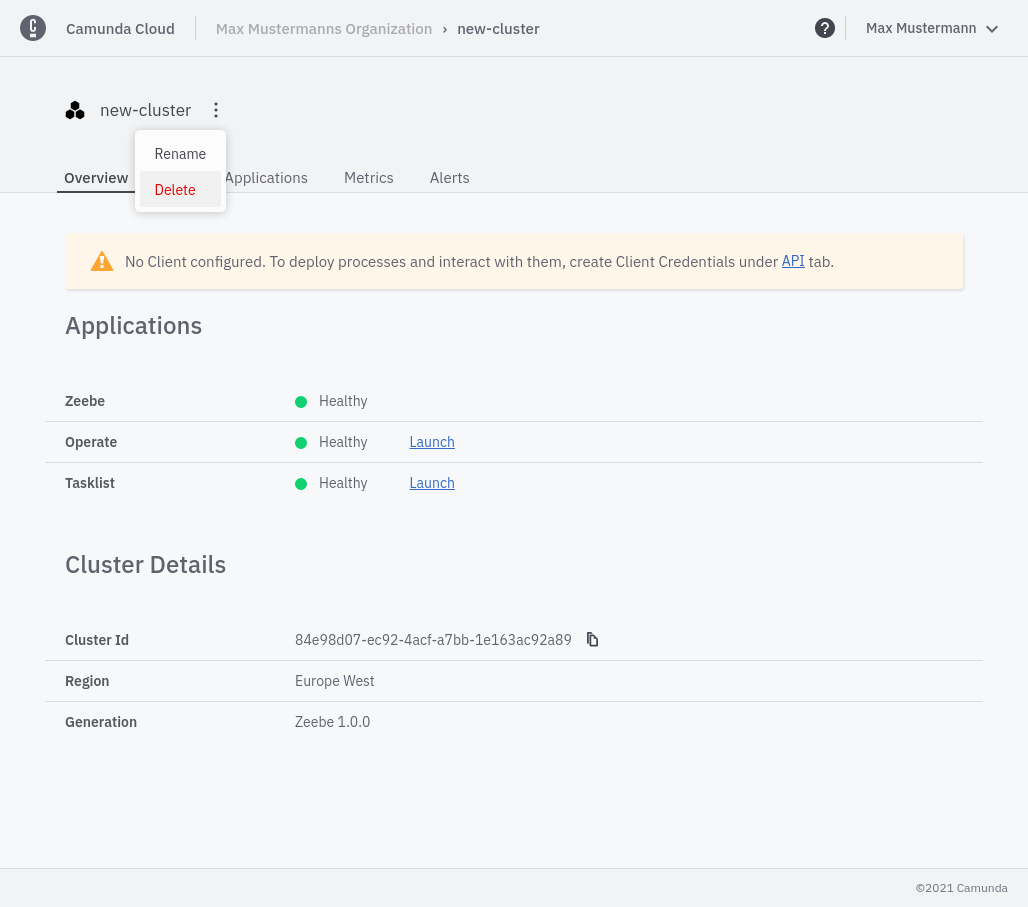 Camunda Cloud
Max Mustermanns Organization › new-cluster
?
Max Mustermann
new-cluster
Rename
Delete
Overview
Applications
Metrics
Alerts
No Client configured. To deploy processes and interact with them, create Client Credentials under API tab.
Applications
Zeebe Healthy
Operate Healthy Launch
Tasklist Healthy Launch
Cluster Details
Cluster Id 84e98d07-ec92-4acf-a7bb-1e163ac92a89
Region Europe West
Generation Zeebe 1.0.0
©2021 Camunda